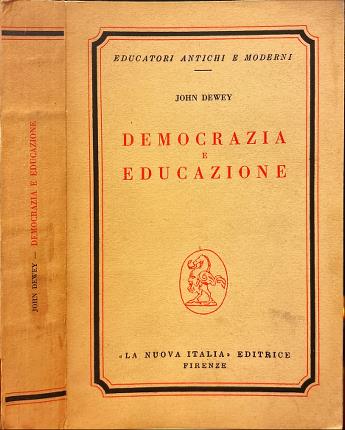 JOHN DEWEY — DEMOCRAZIA E EDUCAZIONE
EDUCATORI ANTICHI E MODERNI
JOHN DEWEY
DEMOCRAZIA
E
EDUCAZIONE
«LA NUOVA ITALIA» EDITRICE
FIRENZE